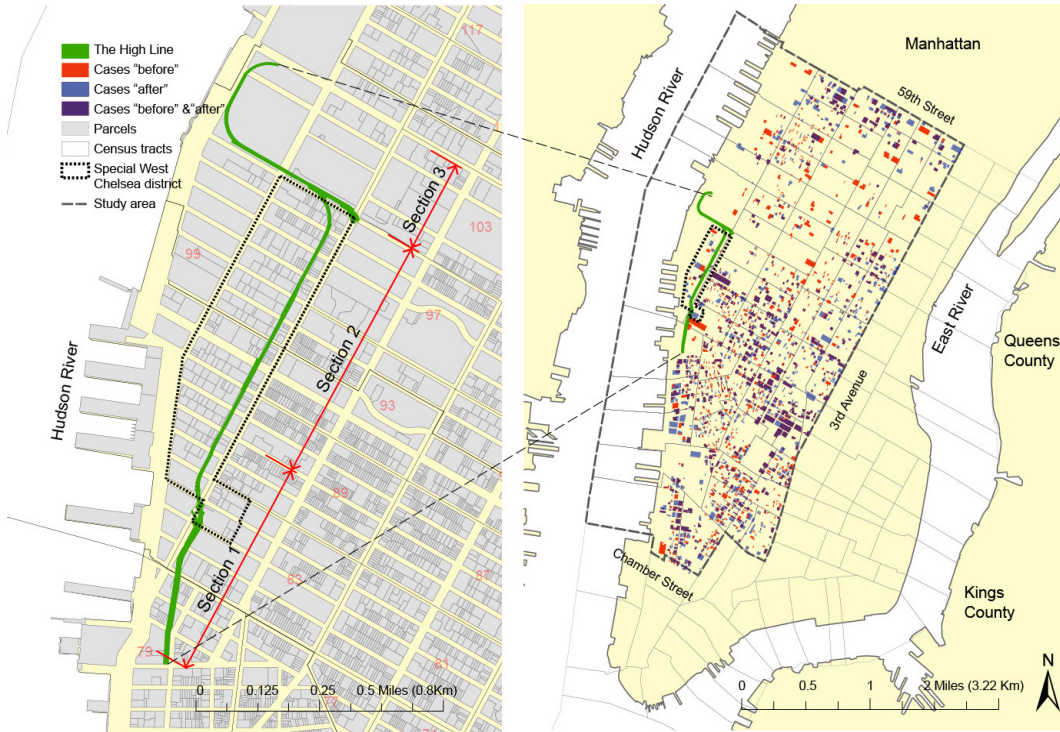 The High Line
Cases "before"
Cases "after"
Cases "before" &"after"
Parcels
Census tracts
Special West
Chelsea district
Study area
117
103
99
97
93
89
83
87
79
81
Hudson River
Section 3
Section 2
Section 1
0 0.125 0.25 0.5 Miles (0.8Km)
Manhattan
59th Street
Hudson River
East River
Queens
County
3rd Avenue
Chamber Street
Kings
County
N
0 0.5 1 2 Miles (3.22 Km)